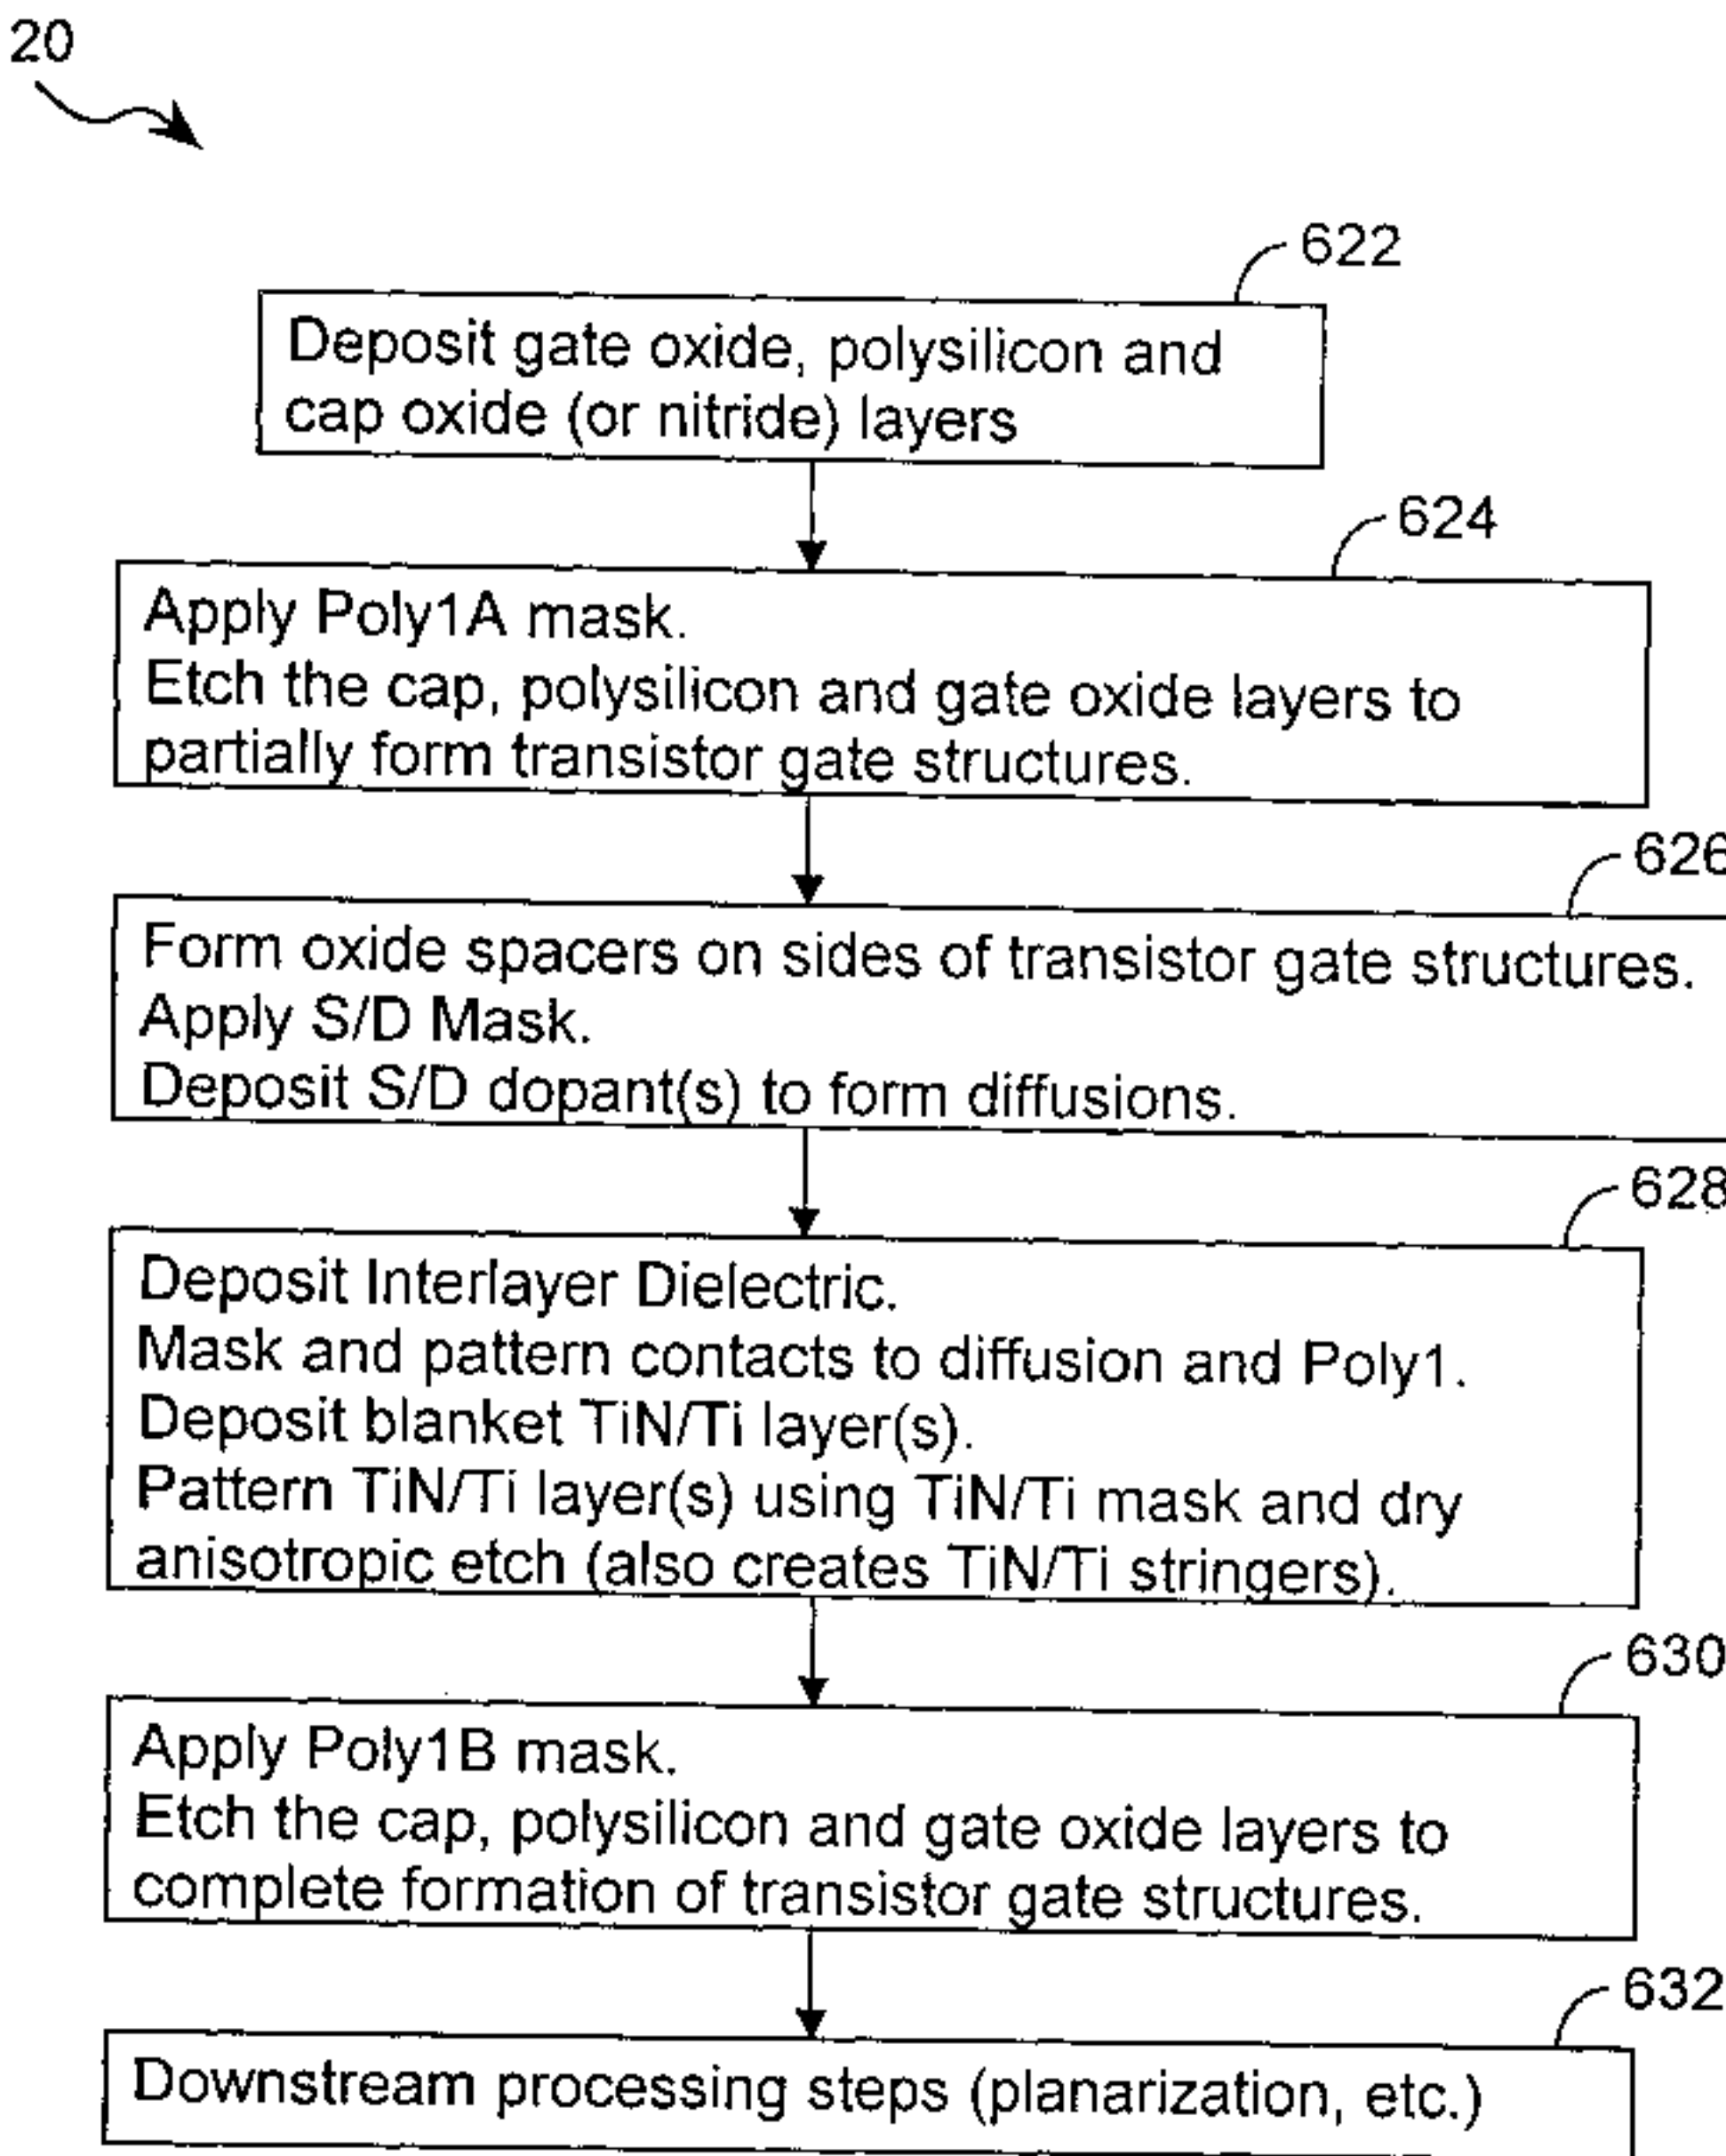 20
622
Deposit gate oxide, polysilicon and
cap oxide (or nitride) layers
624
Apply Poly1A mask.
Etch the cap, polysilicon and gate oxide layers to
partially form transistor gate structures.
626
Form oxide spacers on sides of transistor gate structures.
Apply S/D Mask.
Deposit S/D dopant(s) to form diffusions.
628
Deposit Interlayer Dielectric.
Mask and pattern contacts to diffusion and Poly1.
Deposit blanket TiN/Ti layer(s).
Pattern TiN/Ti layer(s) using TiN/Ti mask and dry
anisotropic etch (also creates TiN/Ti stringers).
630
Apply Poly1B mask.
Etch the cap, polysilicon and gate oxide layers to
complete formation of transistor gate structures.
632
Downstream processing steps (planarization, etc.)